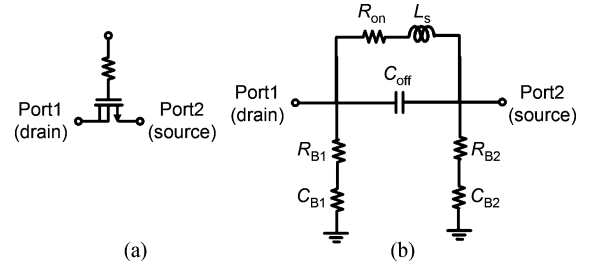 Ron Ls
Port1 (drain)
Port2 (source)
Port1 (drain)
Coff
Port2 (source)
RB1
RB2
CB1
CB2
(a)
(b)